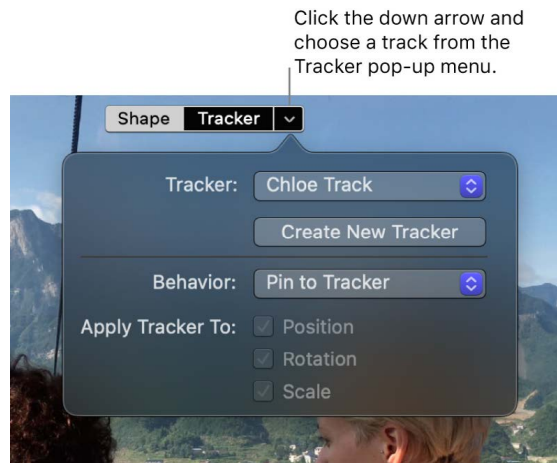 Click the down arrow and
choose a track from the
Tracker pop-up menu.
Shape Tracker
Tracker: Chloe Track
Create New Tracker
Behavior: Pin to Tracker
Apply Tracker To: Position
Rotation
Scale